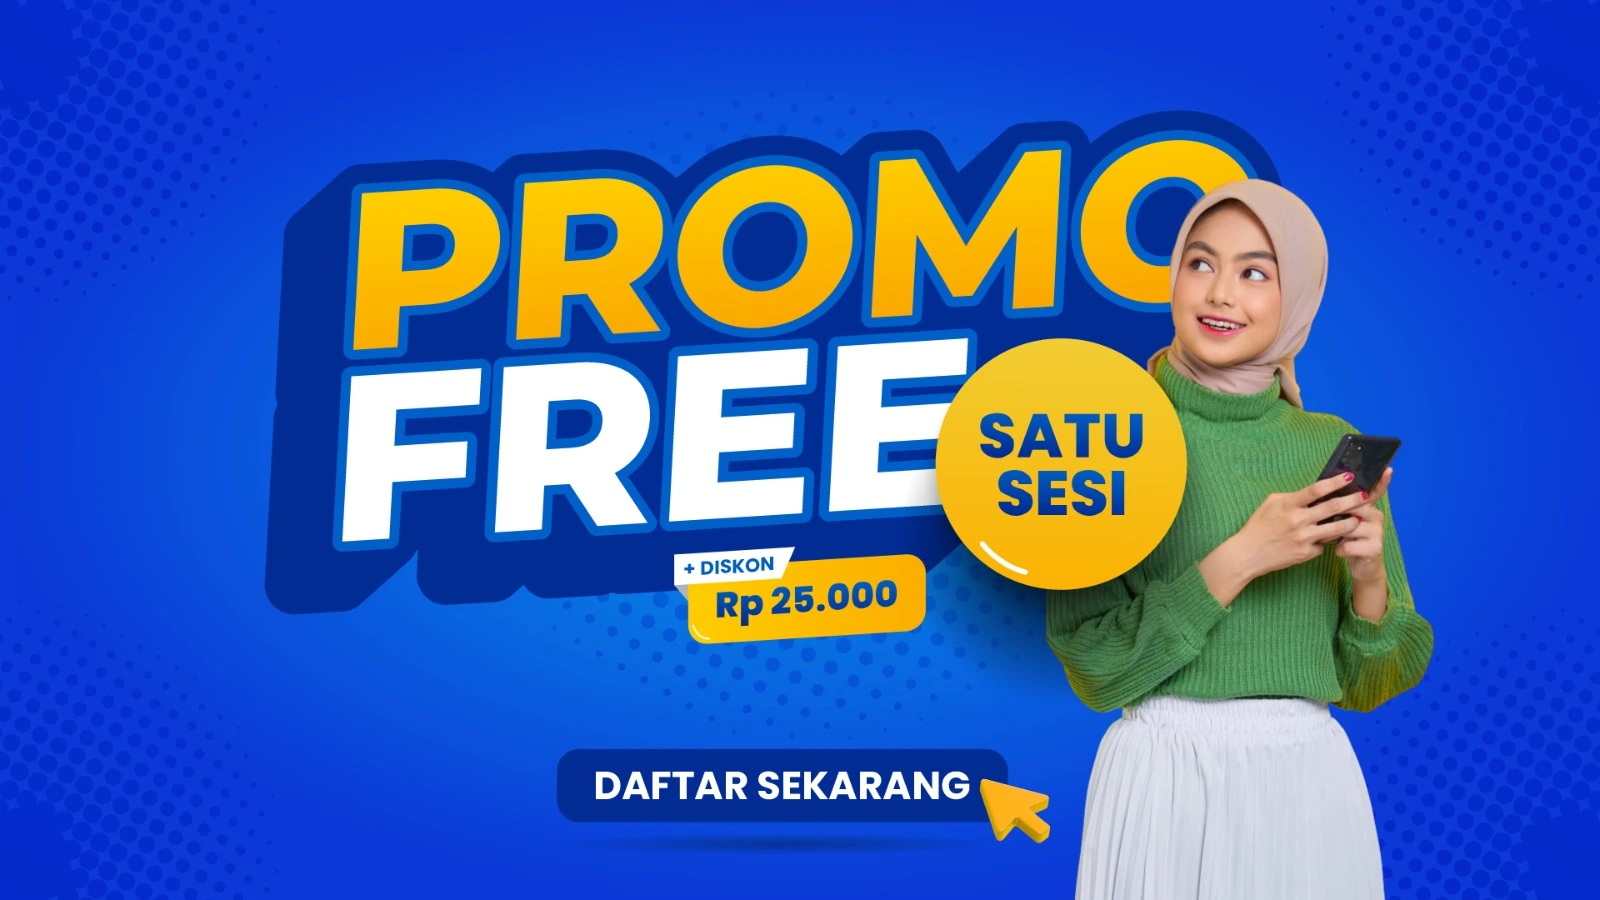 PROMO
FREE
SATU
SESI
+ DISKON
Rp 25.000
DAFTAR SEKARANG